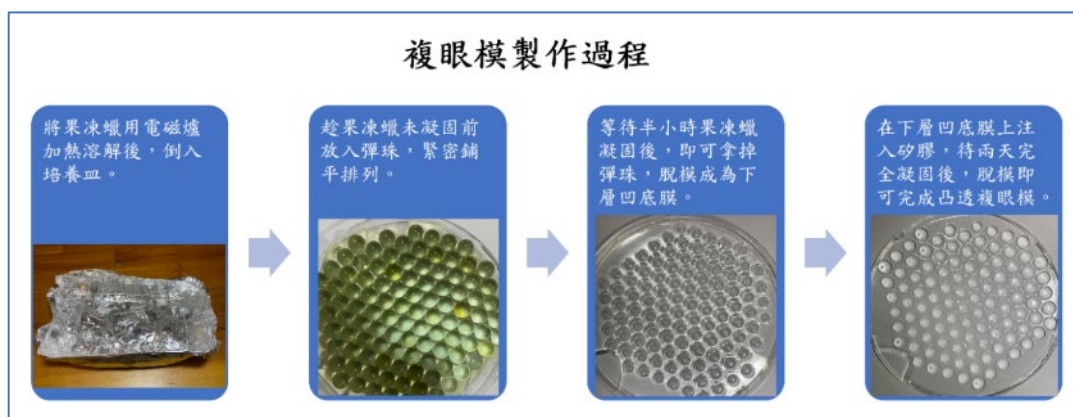 複眼模製作過程
將果凍蠟用電磁爐
加熱溶解後，倒入
培養皿。
趁果凍蠟未凝固前
放入彈珠，緊密鋪
平排列。
等待半小時果凍蠟
凝固後，即可拿掉
彈珠，脫模成為下
層凹底膜。
在下層凹底膜上注
入矽膠，待兩天完
全凝固後，脫模即
可完成凸透複眼模。